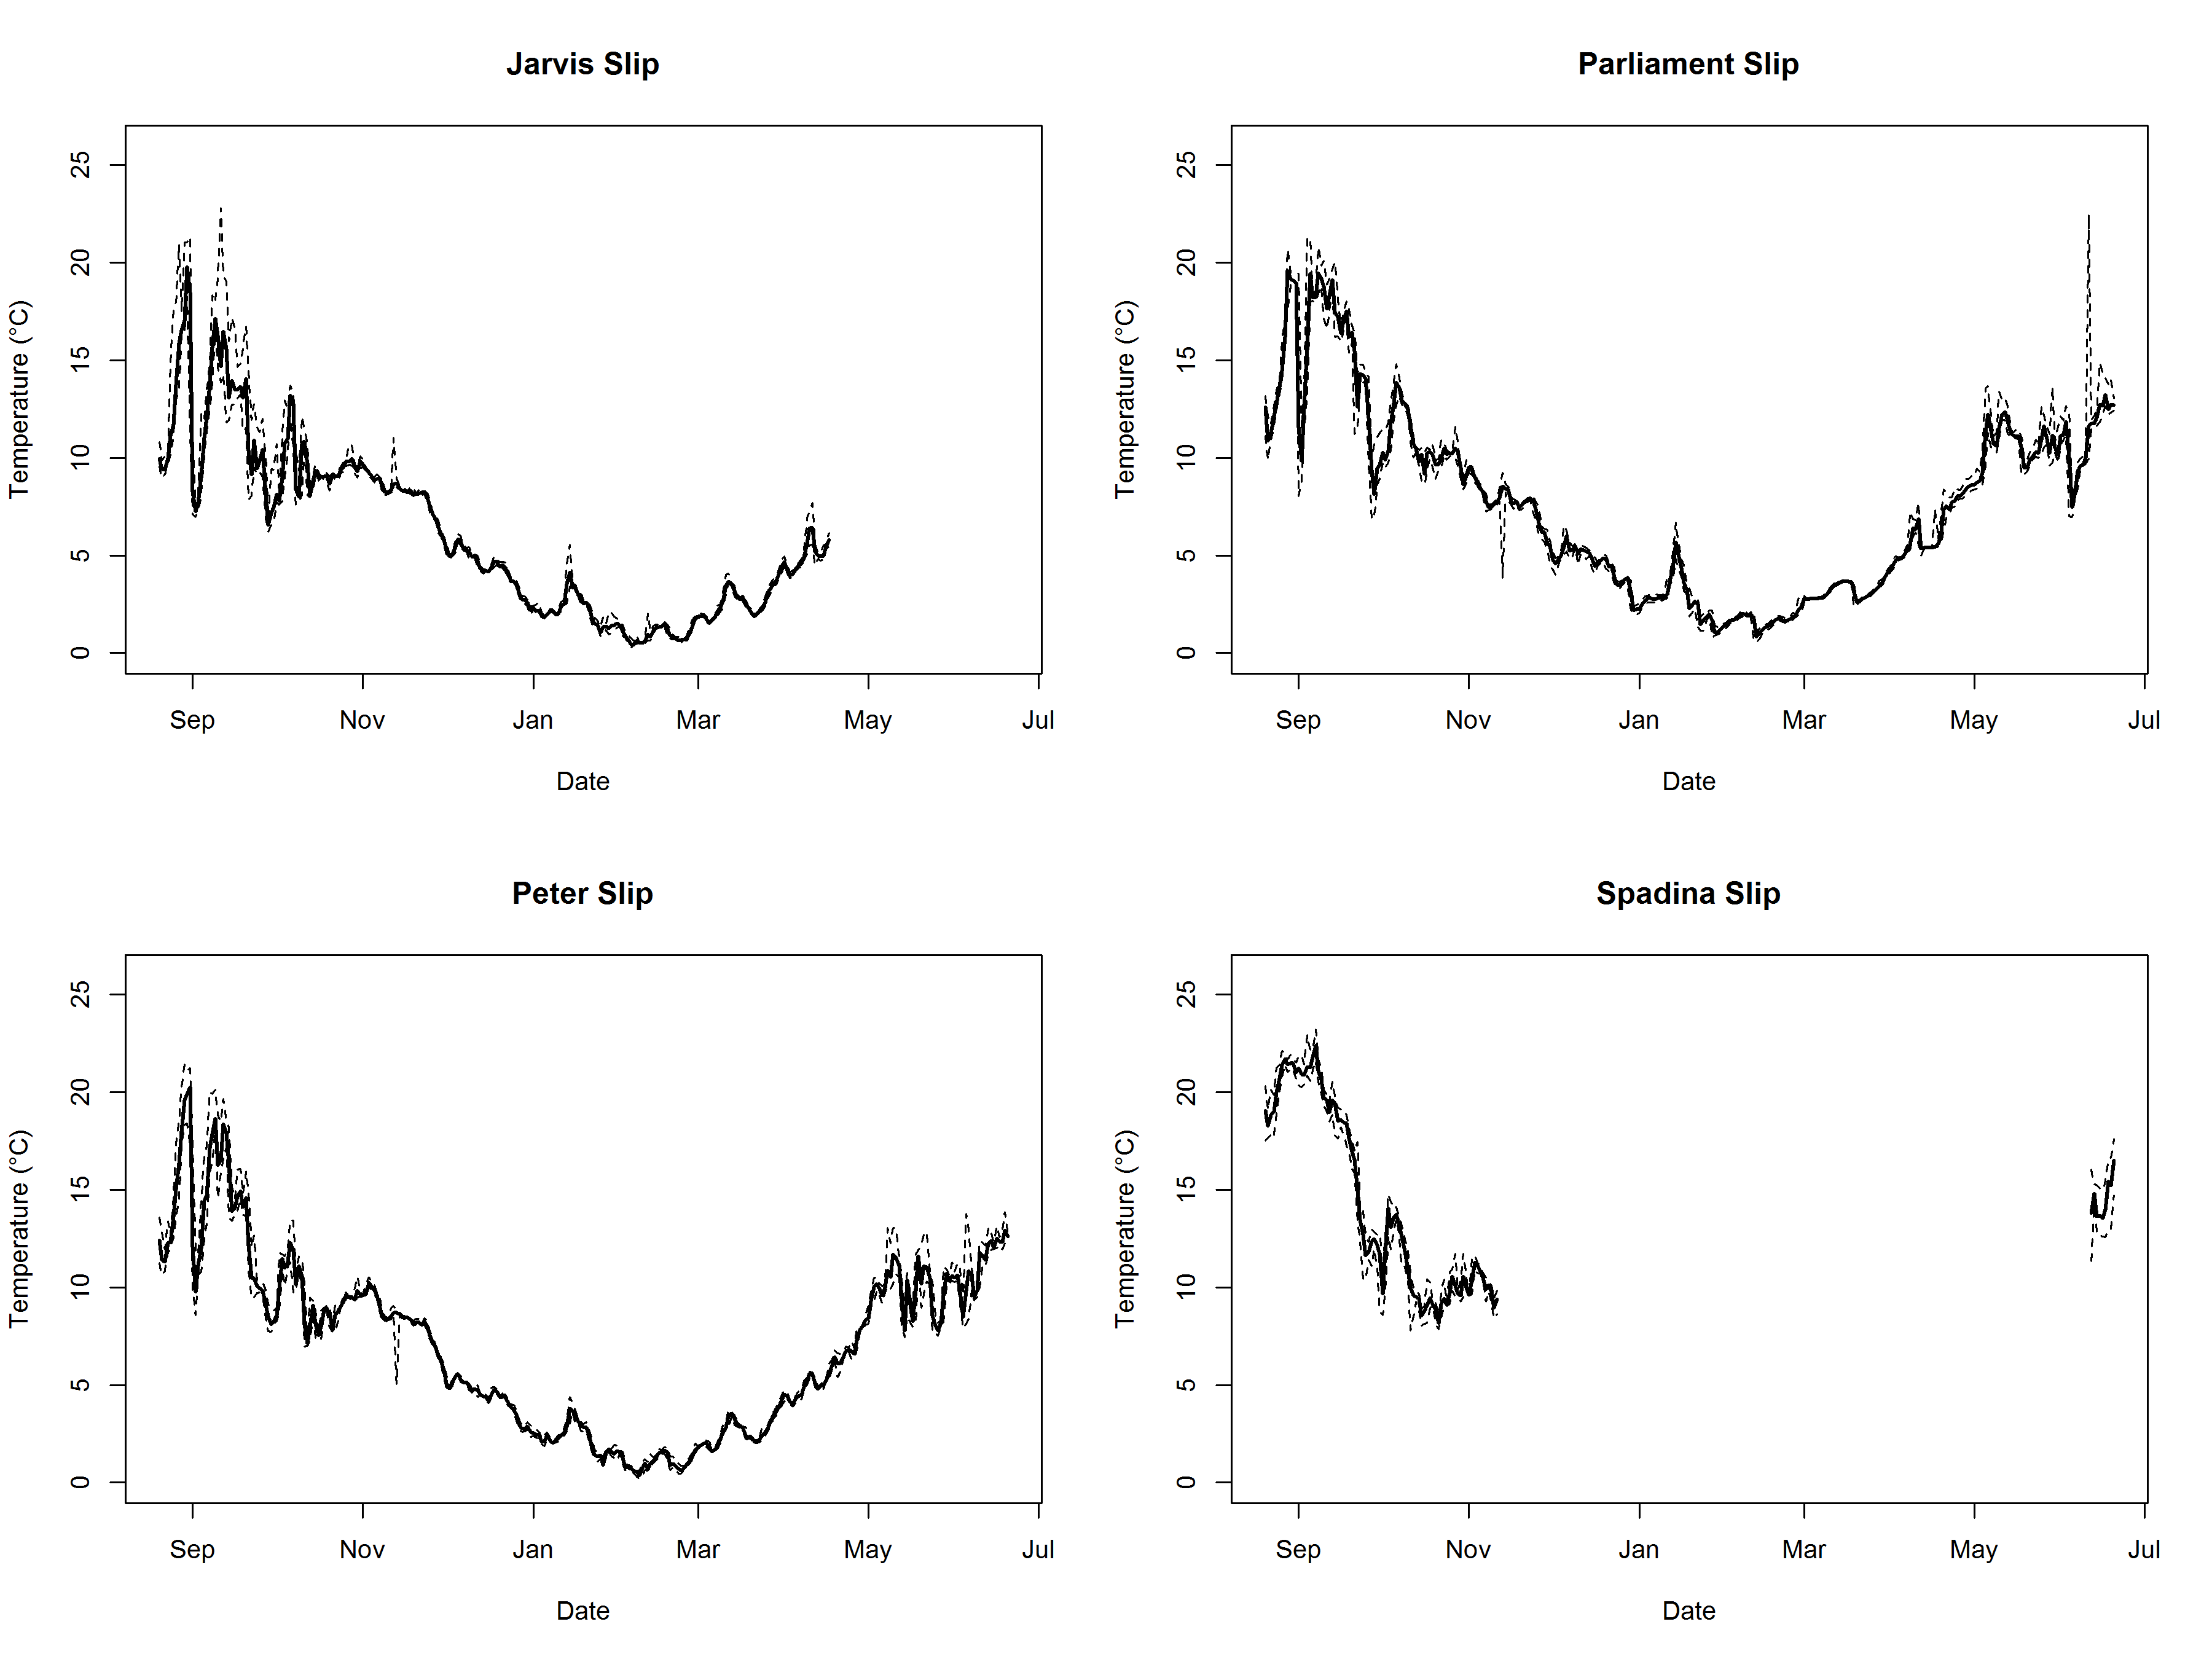 Jarvis Slip
Temperature (°C)
25
20
15
10
5
0
Sep Nov Jan Mar May Jul
Date
Parliament Slip
Temperature (°C)
25
20
15
10
5
0
Sep Nov Jan Mar May Jul
Date
Peter Slip
Temperature (°C)
25
20
15
10
5
0
Sep Nov Jan Mar May Jul
Date
Spadina Slip
Temperature (°C)
25
20
15
10
5
0
Sep Nov Jan Mar May Jul
Date